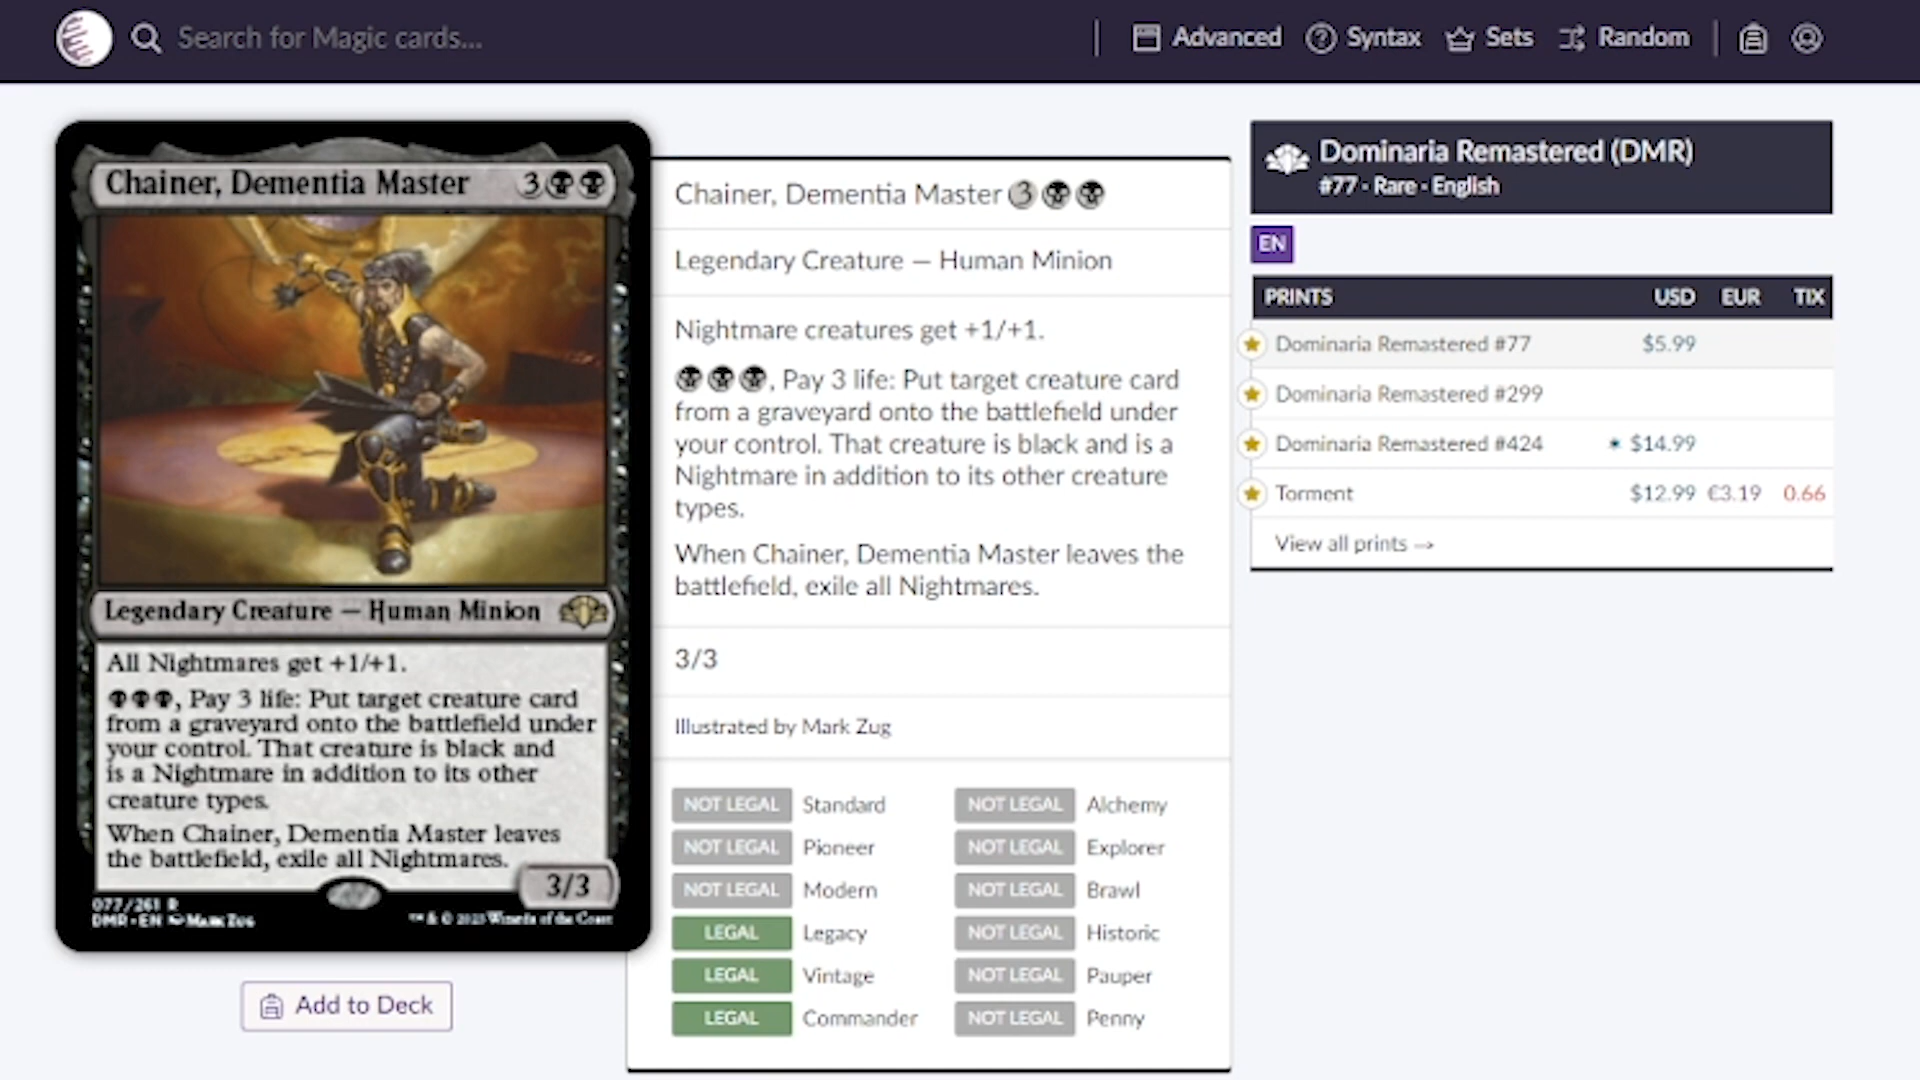 Search for Magic cards...
Advanced
Syntax
Sets
Random
Chainer, Dementia Master 3
All Nightmares get +1/+1.
, Pay 3 life: Put target creature card
from a graveyard onto the battlefield under
your control. That creature is black and
is a Nightmare in addition to its other
creature types.
When Chainer, Dementia Master leaves
the battlefield, exile all Nightmares.
Legendary Creature — Human Minion
3/3
077/261 R
DMR • EN Mark Zug
™ & © 2023 Wizards of the Coast
Add to Deck
Chainer, Dementia Master 3
Legendary Creature — Human Minion
Nightmare creatures get +1/+1.
, Pay 3 life: Put target creature card
from a graveyard onto the battlefield under
your control. That creature is black and is a
Nightmare in addition to its other creature
types.
When Chainer, Dementia Master leaves the
battlefield, exile all Nightmares.
3/3
Illustrated by Mark Zug
NOT LEGAL Standard NOT LEGAL Alchemy
NOT LEGAL Pioneer NOT LEGAL Explorer
NOT LEGAL Modern NOT LEGAL Brawl
LEGAL Legacy NOT LEGAL Historic
LEGAL Vintage NOT LEGAL Pauper
LEGAL Commander NOT LEGAL Penny
Dominaria Remastered (DMR)
#77 · Rare · English
EN
PRINTS USD EUR TIX
Dominaria Remastered #77 $5.99
Dominaria Remastered #299
Dominaria Remastered #424 $14.99
Torment $12.99 €3.19 0.66
View all prints →